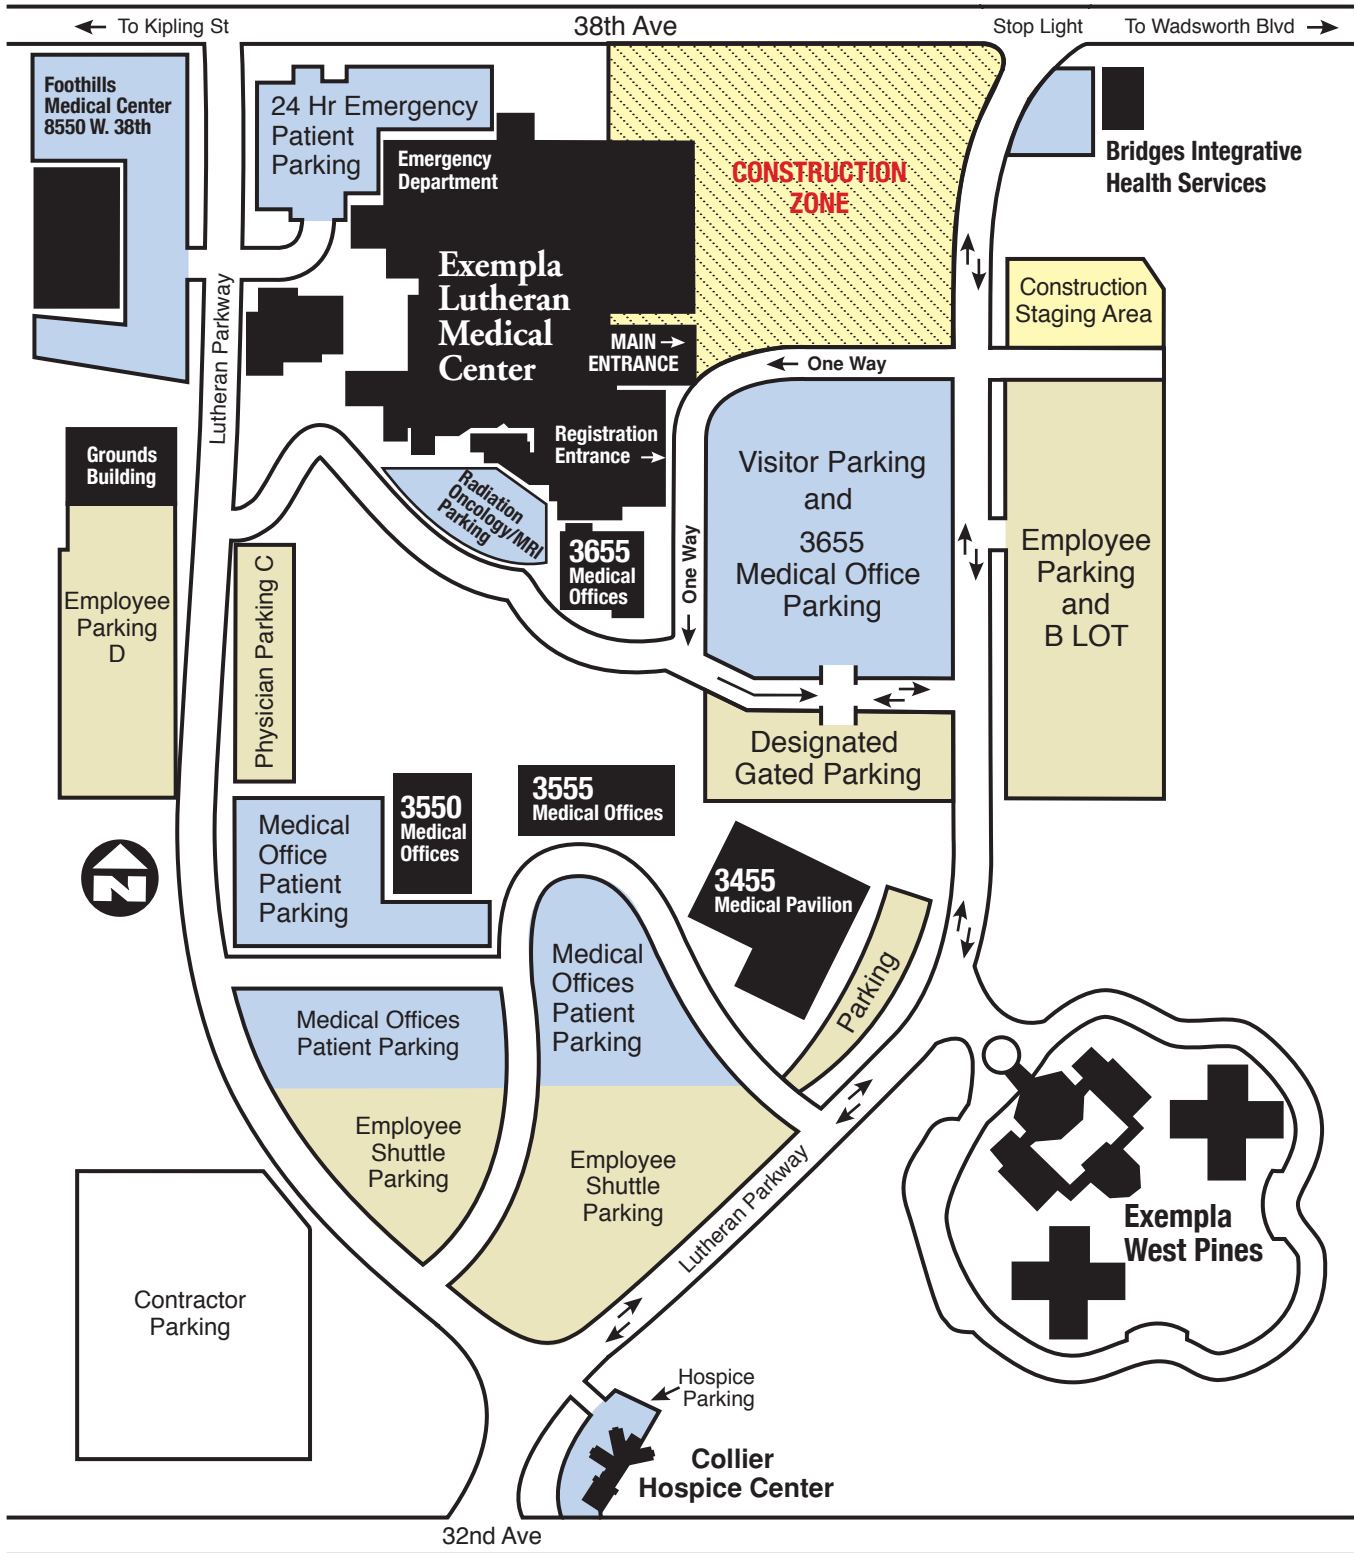 To Kipling St
38th Ave
Stop Light
To Wadsworth Blvd
Foothills
Medical Center
8550 W. 38th
24 Hr Emergency
Patient
Parking
Emergency
Department
CONSTRUCTION
ZONE
Bridges Integrative
Health Services
Exempla
Lutheran
Medical
Center
Lutheran Parkway
Construction
Staging Area
MAIN
ENTRANCE
One Way
Grounds
Building
Registration
Entrance
Radiation
Oncology/MRI
Parking
Visitor Parking
and
3655
Medical Office
Parking
One Way
3655
Medical
Offices
Employee
Parking
and
B LOT
Employee
Parking
D
Physician Parking C
Designated
Gated Parking
3550
Medical
Offices
3555
Medical Offices
Medical
Office
Patient
Parking
N
3455
Medical Pavilion
Medical
Offices
Patient
Parking
Parking
Medical Offices
Patient Parking
Employee
Shuttle
Parking
Employee
Shuttle
Parking
Lutheran Parkway
Exempla
West Pines
Contractor
Parking
Hospice
Parking
Collier
Hospice Center
32nd Ave